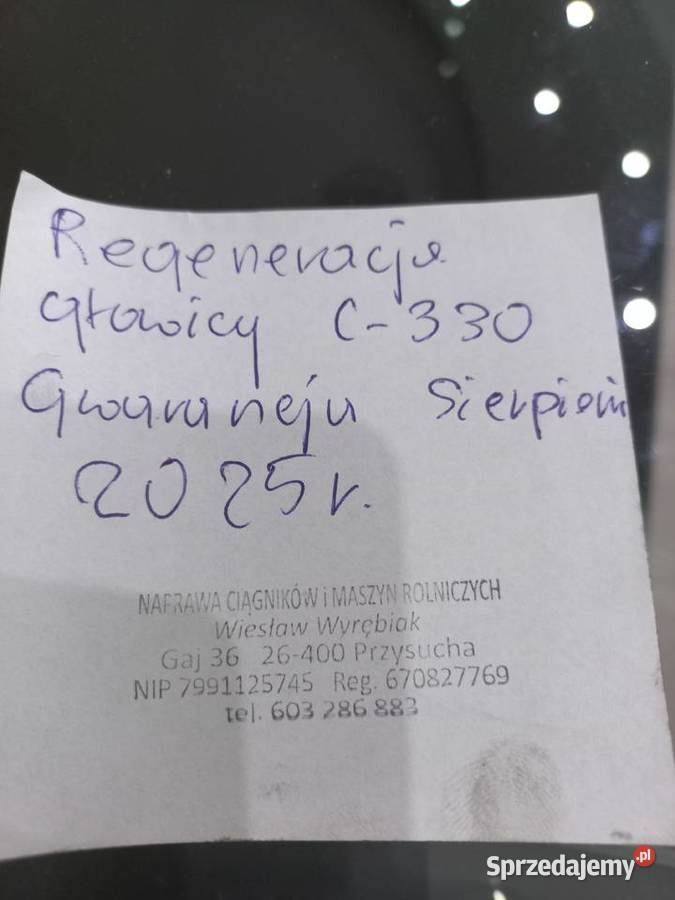 Regeneracja
głowicy C-330
Gwarancja Sierpień
2025 r.
NAPRAWA CIĄGNIKÓW i MASZYN ROLNICZYCH
Wiesław Wyrębiak
Gaj 36 26-400 Przysucha
NIP 7991125745 Reg. 670827769
tel. 603 286 883
Sprzedajemy.pl